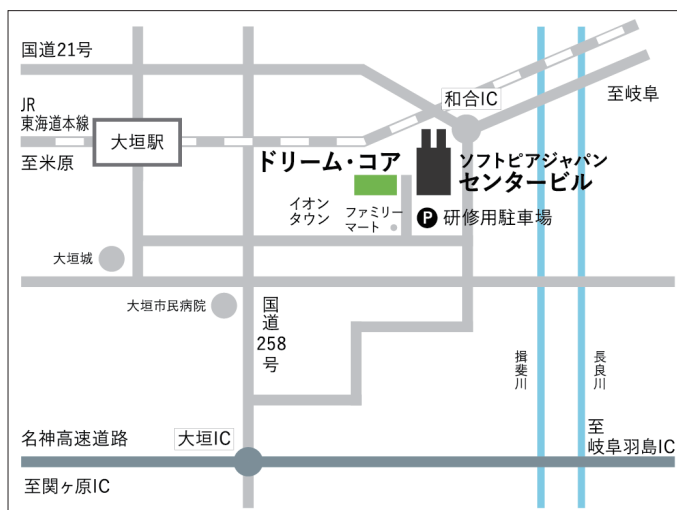 国道21号
和合IC
至岐阜
JR
東海道本線
大垣駅
至米原
ドリーム・コア
ソフトピアジャパン
センタービル
イオン
タウン
ファミリー
マート
P 研修用駐車場
大垣城
大垣市民病院
国道258号
揖斐川
長良川
名神高速道路
大垣IC
至
岐阜羽島IC
至関ヶ原IC